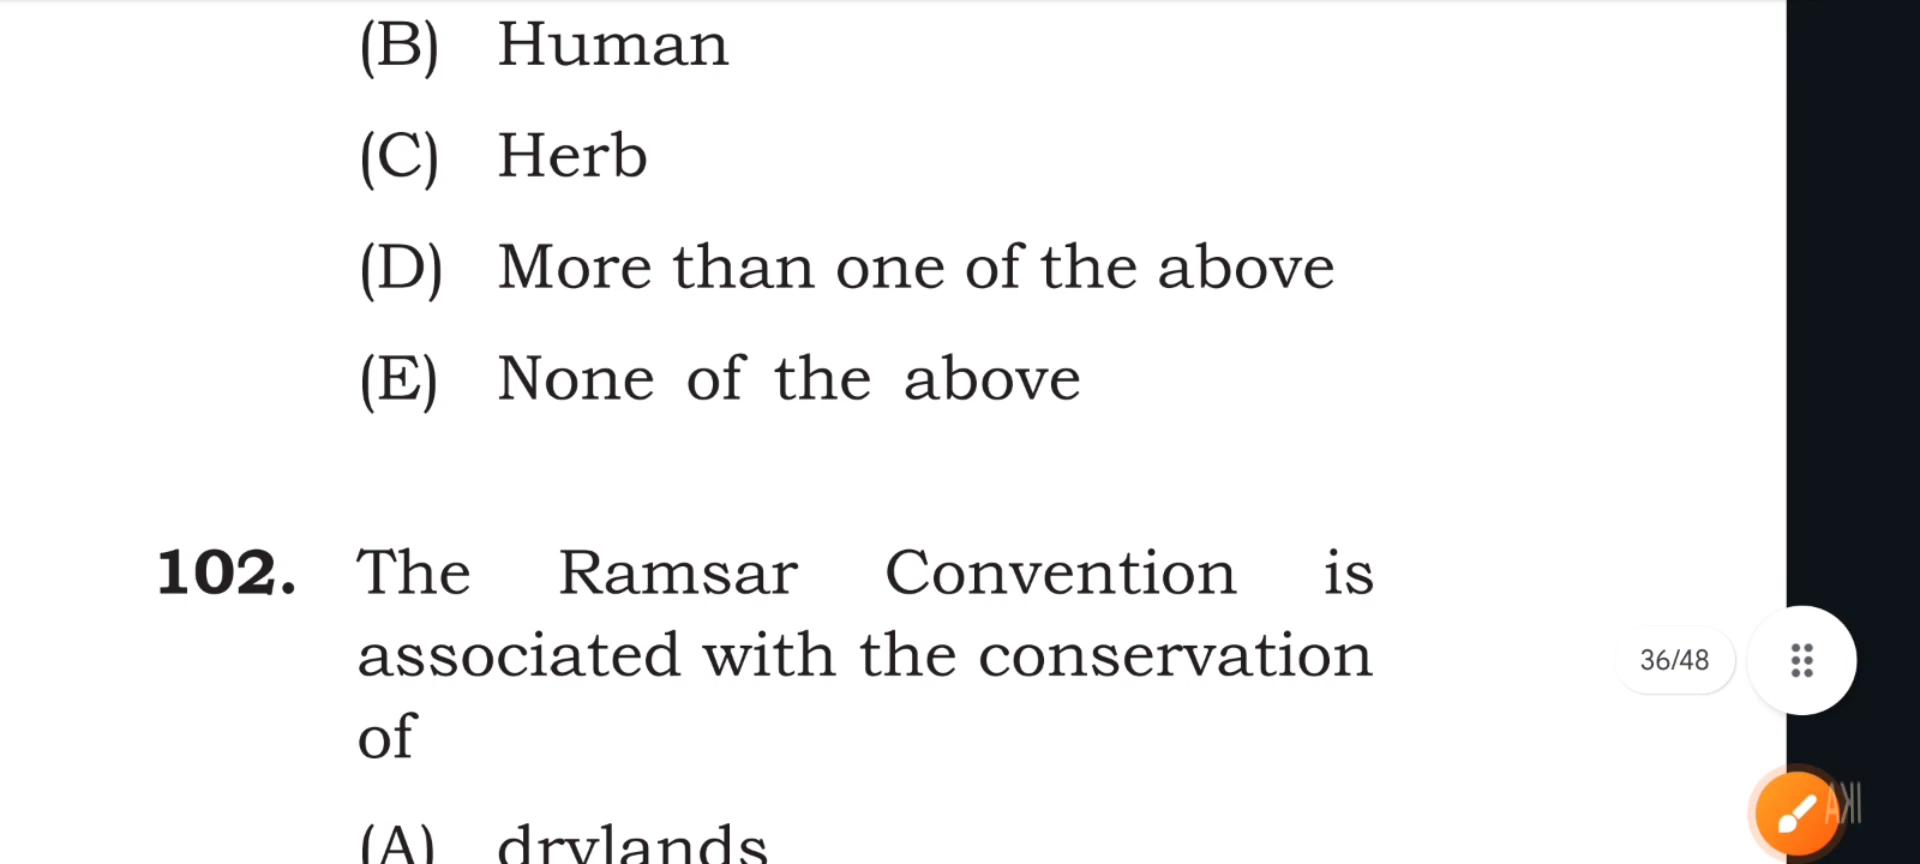 (B) Human
(C) Herb
(D) More than one of the above
(E) None of the above
102. The Ramsar Convention is
associated with the conservation
of
36/48
(A) drylands